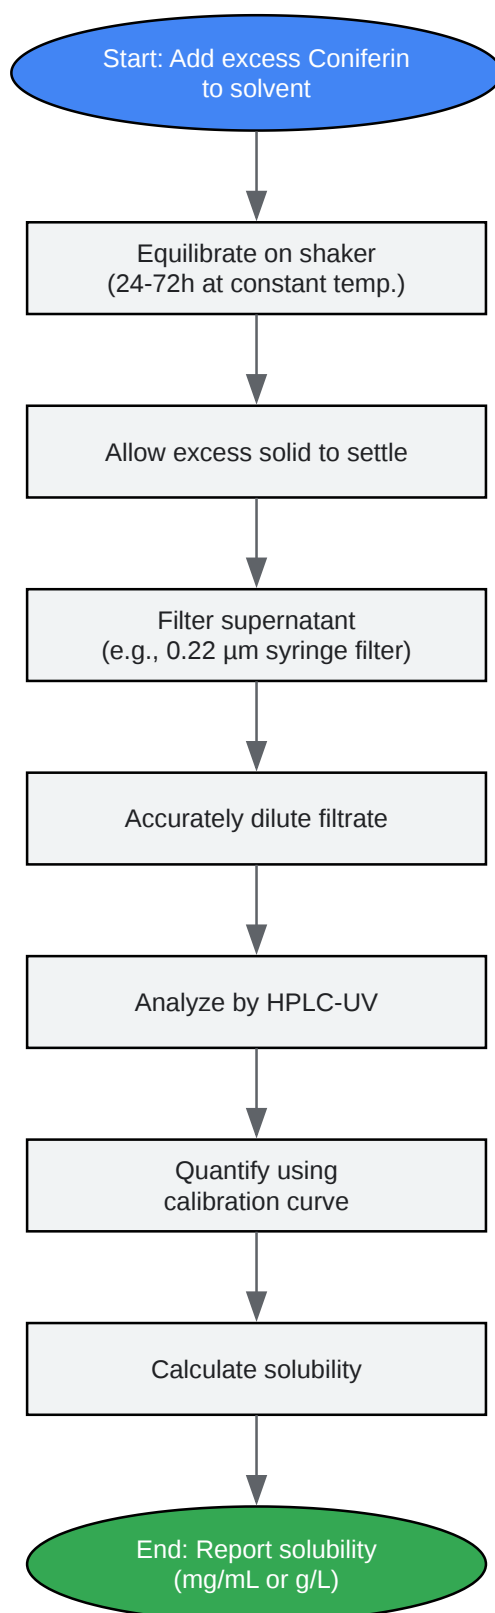 Start: Add excess Coniferin
to solvent
Equilibrate on shaker
(24-72h at constant temp.)
Allow excess solid to settle
Filter supernatant
(e.g., 0.22 µm syringe filter)
Accurately dilute filtrate
Analyze by HPLC-UV
Quantify using
calibration curve
Calculate solubility
End: Report solubility
(mg/mL or g/L)